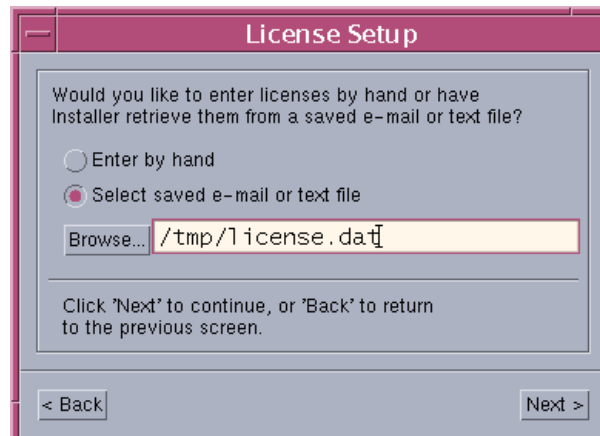 License Setup
Would you like to enter licenses by hand or have
Installer retrieve them from a saved e-mail or text file?
Enter by hand
Select saved e-mail or text file
Browse... /tmp/license.dat
Click 'Next' to continue, or 'Back' to return
to the previous screen.
< Back Next >